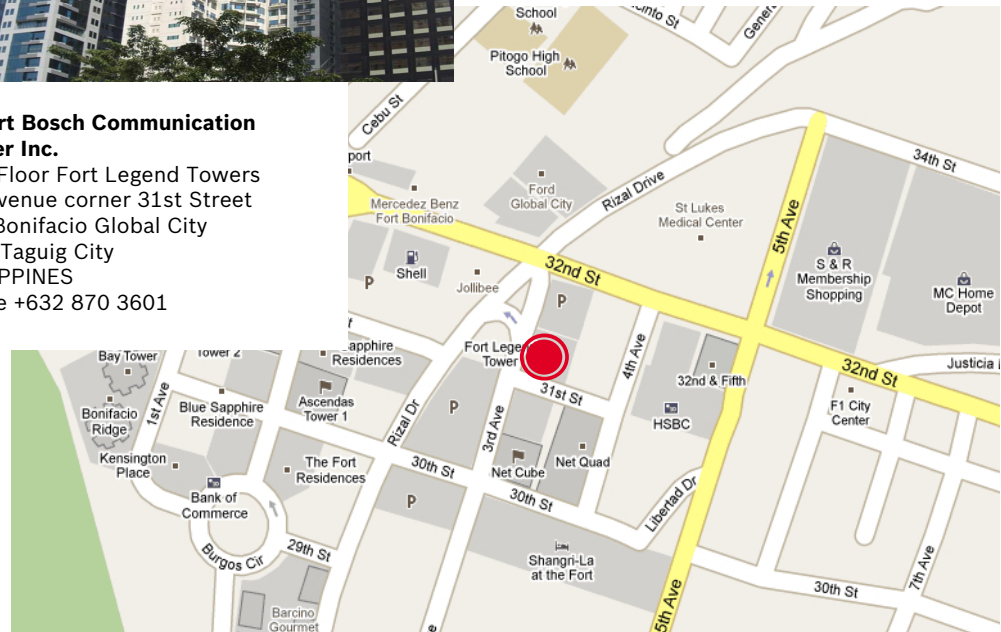 rt Bosch Communication
er Inc.
Floor Fort Legend Towers
venue corner 31st Street
Bonifacio Global City
Taguig City
PPINES
e +632 870 3601
School
Pitogo High
School
Cebu St
port
Mercedez Benz
Fort Bonifacio
Ford
Global City
Rizal Drive
St Lukes
Medical Center
34th St
5th Ave
S & R
Membership
Shopping
MC Home
Depot
Shell
P
Jollibee
32nd St
P
Fort Lege
Tower
4th Ave
31st St
32nd & Fifth
HSBC
32nd St
Justicia
F1 City
Center
Bay Tower
Tower 2
apphire
Residences
1st Ave
Bonifacio
Ridge
Blue Sapphire
Residence
Ascendas
Tower 1
Rizal Dr
P
3rd Ave
Net Cube
Net Quad
Kensington
Place
The Fort
Residences
30th St
P
30th St
Libertad Dr
Bank of
Commerce
Burgos Cir
29th St
Shangri-La
at the Fort
Barcino
Gourmet
5th Ave
30th St
7th Ave